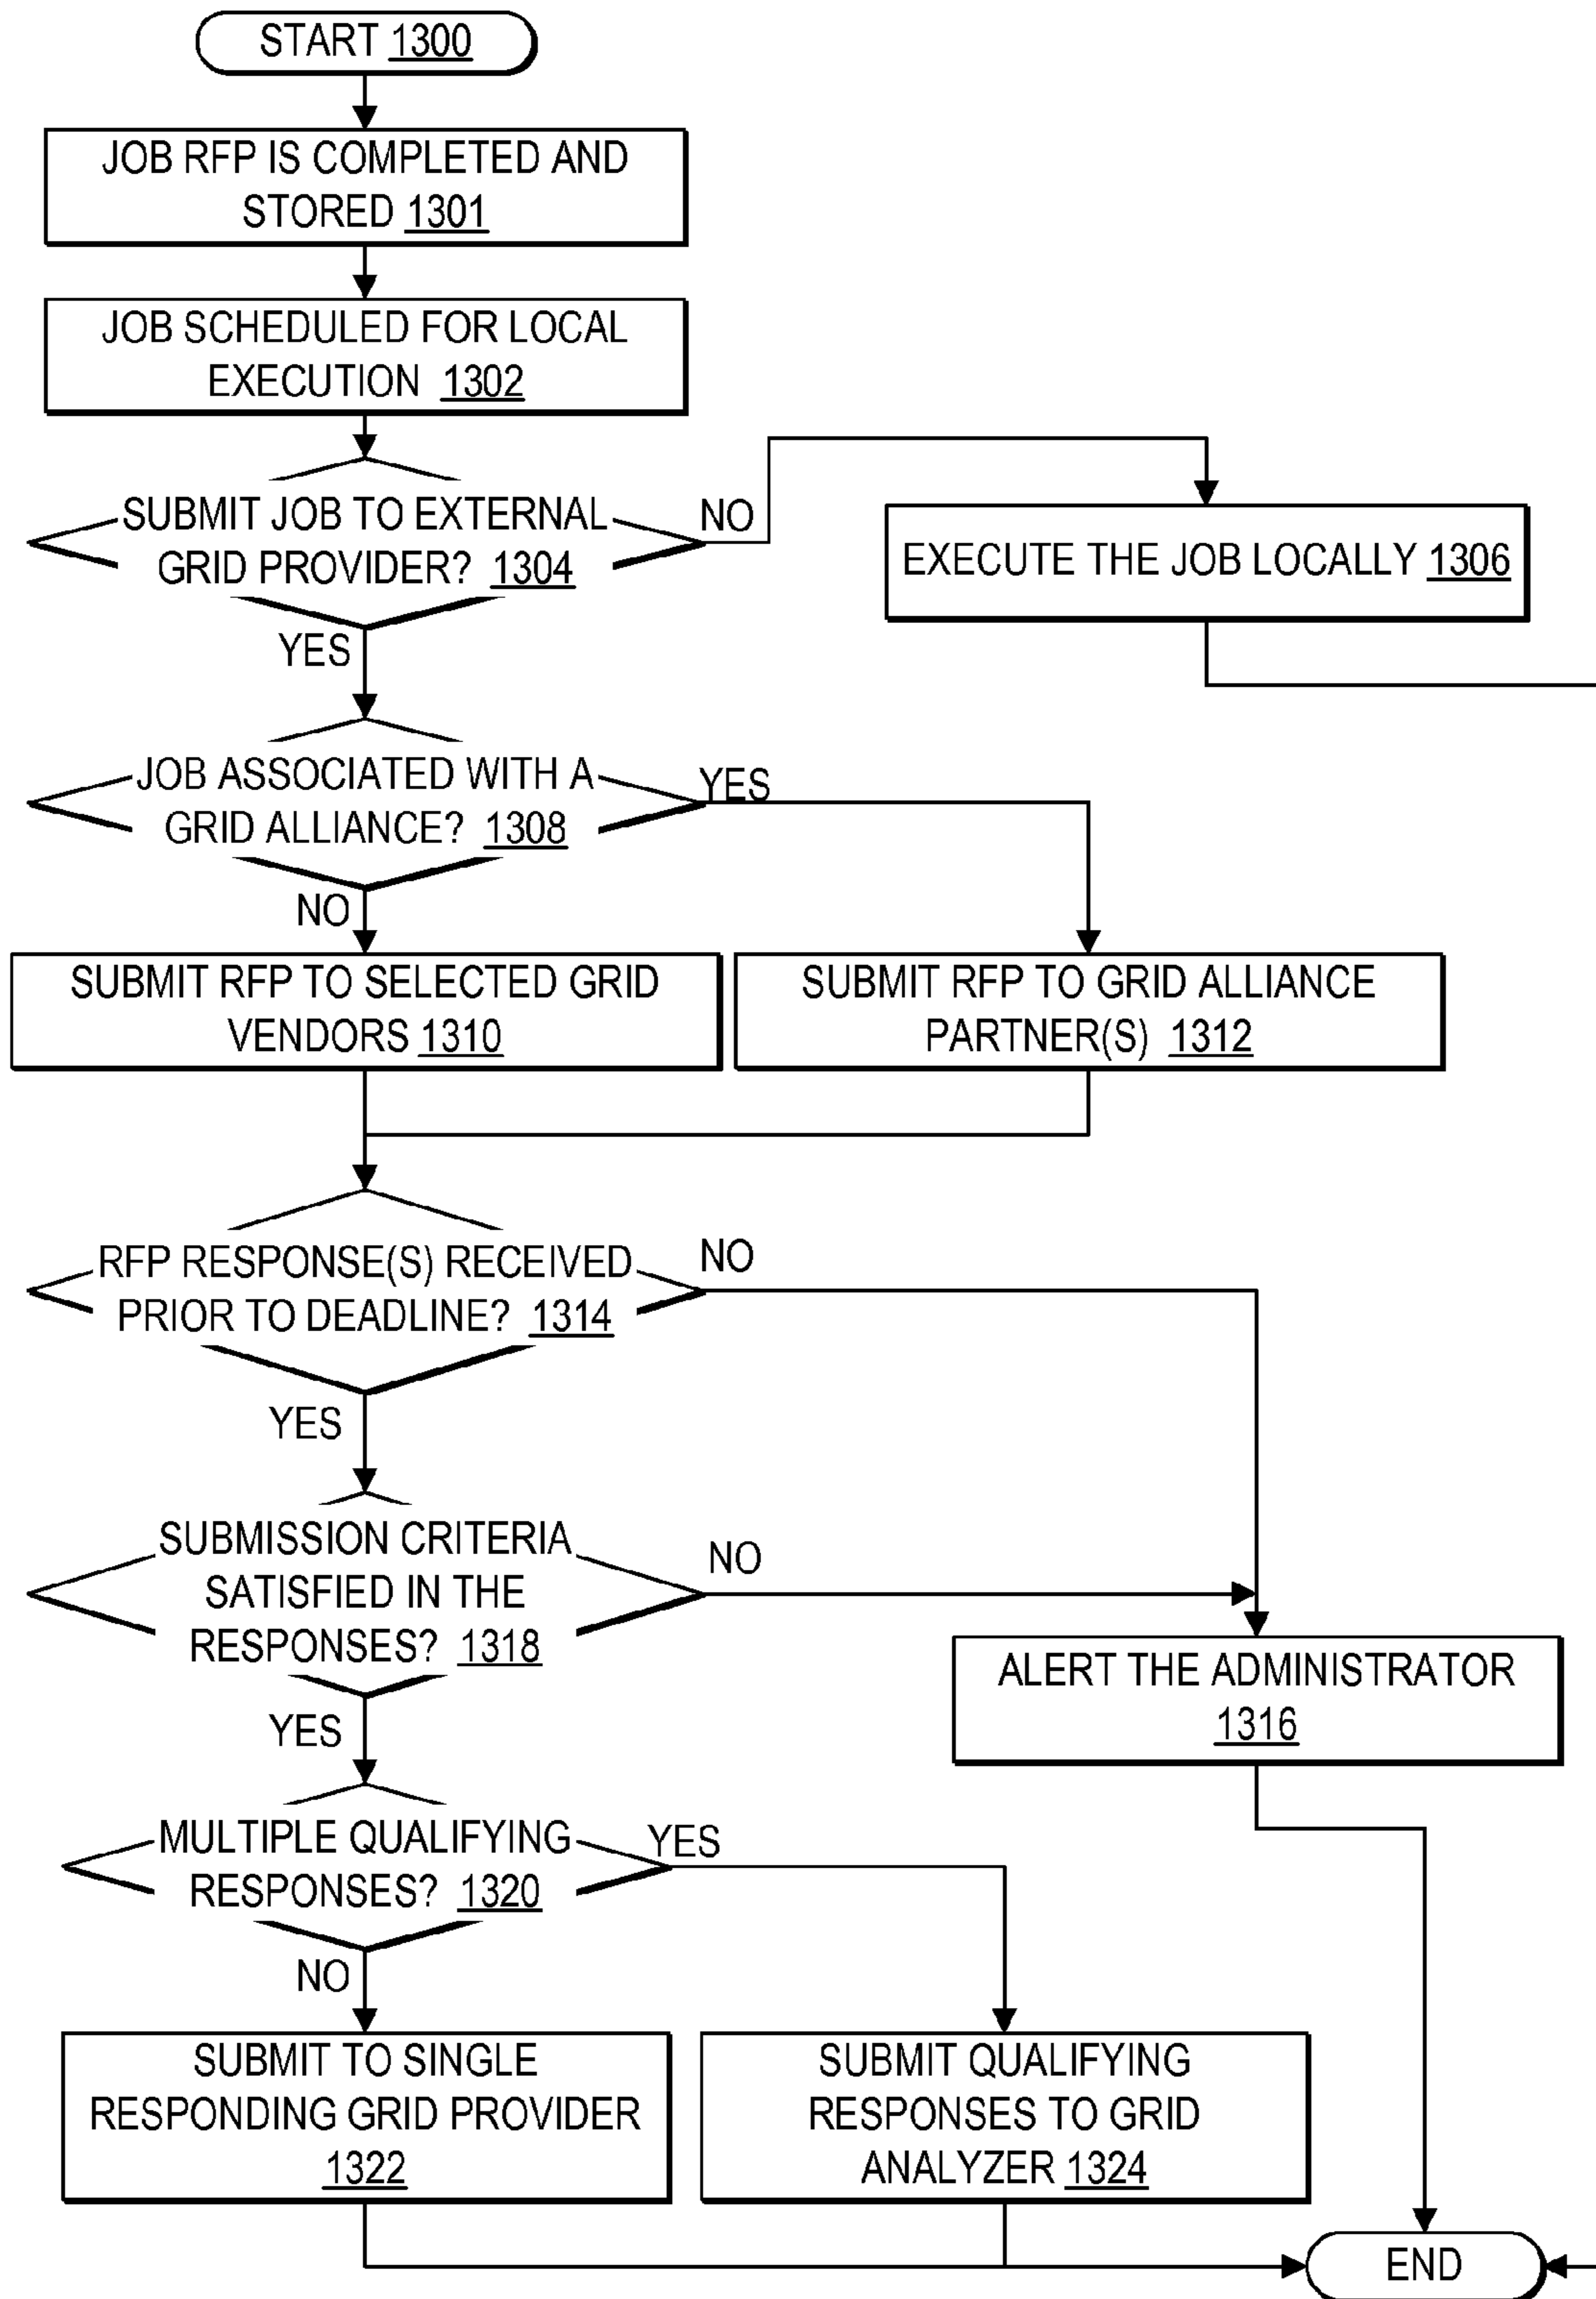 START 1300
JOB RFP IS COMPLETED AND
STORED 1301
JOB SCHEDULED FOR LOCAL
EXECUTION 1302
SUBMIT JOB TO EXTERNAL
GRID PROVIDER? 1304
NO
EXECUTE THE JOB LOCALLY 1306
YES
JOB ASSOCIATED WITH A
GRID ALLIANCE? 1308
YES
NO
SUBMIT RFP TO SELECTED GRID
VENDORS 1310
SUBMIT RFP TO GRID ALLIANCE
PARTNER(S) 1312
RFP RESPONSE(S) RECEIVED
PRIOR TO DEADLINE? 1314
NO
YES
SUBMISSION CRITERIA
SATISFIED IN THE
RESPONSES? 1318
NO
ALERT THE ADMINISTRATOR
1316
YES
MULTIPLE QUALIFYING
RESPONSES? 1320
YES
NO
SUBMIT TO SINGLE
RESPONDING GRID PROVIDER
1322
SUBMIT QUALIFYING
RESPONSES TO GRID
ANALYZER 1324
END